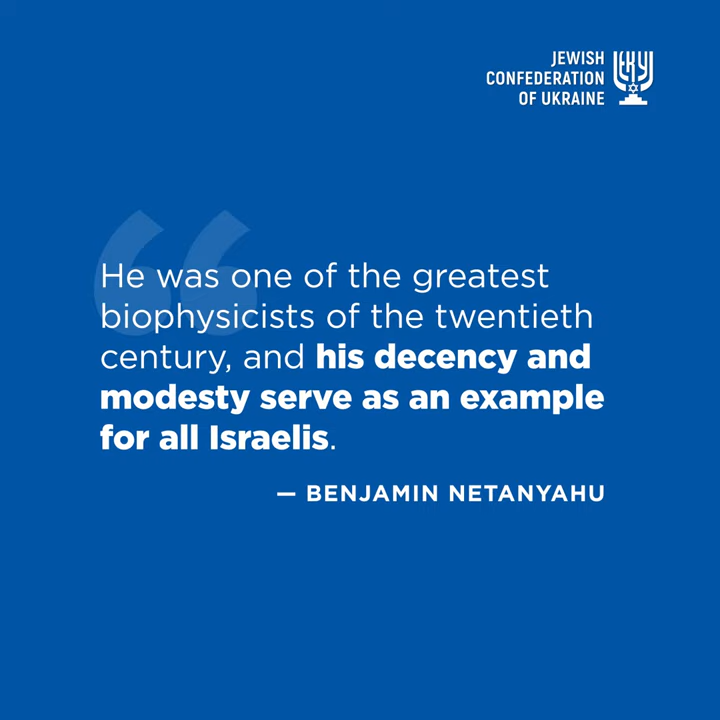 JEWISH
CONFEDERATION
OF UKRAINE
ЄКУ
“
He was one of the greatest
biophysicists of the twentieth
century, and his decency and
modesty serve as an example
for all Israelis.
— BENJAMIN NETANYAHU